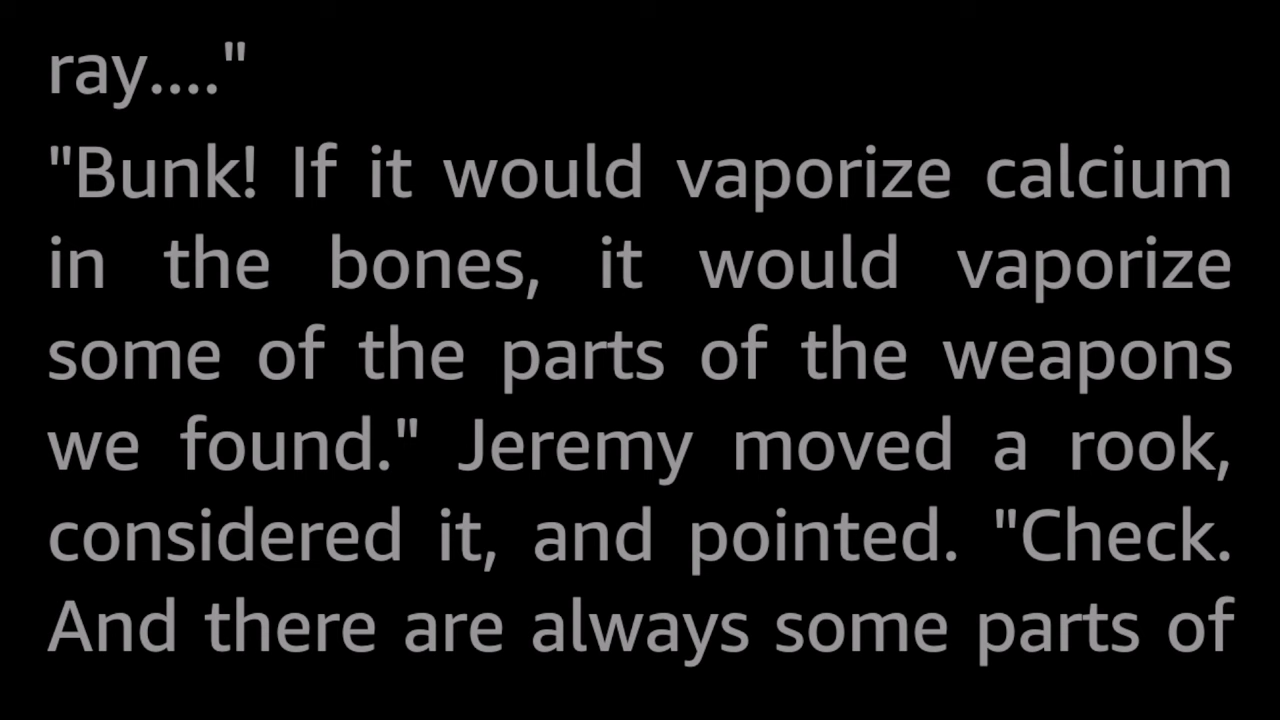 ray...."
"Bunk! If it would vaporize calcium
in the bones, it would vaporize
some of the parts of the weapons
we found." Jeremy moved a rook,
considered it, and pointed. "Check.
And there are always some parts of